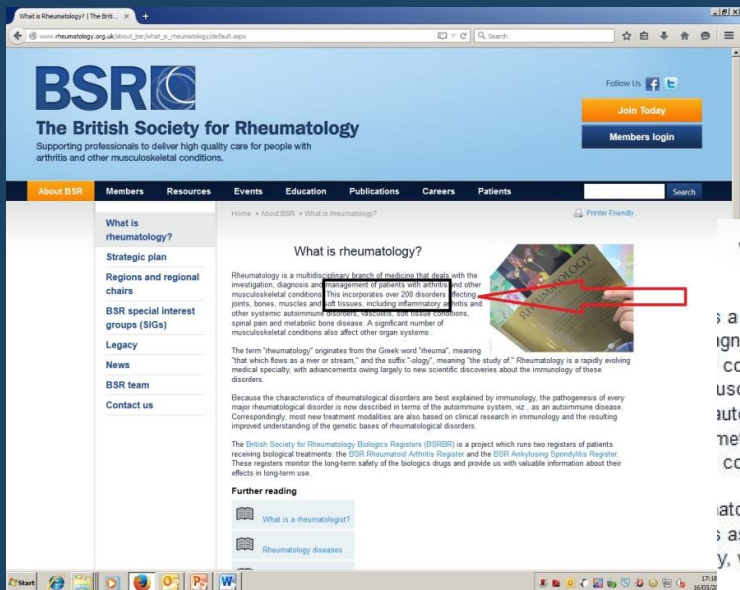 What is Rheumatology? | The Briti...
www.rheumatology.org.uk/about_bsr/what_is_rheumatology/default.aspx
Search
BSR
The British Society for Rheumatology
Supporting professionals to deliver high quality care for people with
arthritis and other musculoskeletal conditions.
Follow Us
Join Today
Members login
About BSR Members Resources Events Education Publications Careers Patients
Search
Home About BSR What is rheumatology?
Printer Friendly
What is
rheumatology?
Strategic plan
Regions and regional
chairs
BSR special interest
groups (SIGs)
Legacy
News
BSR team
Contact us
What is rheumatology?
Rheumatology is a multidisciplinary branch of medicine that deals with the
investigation, diagnosis and management of patients with arthritis and other
musculoskeletal conditions. This incorporates over 200 disorders affecting
joints, bones, muscles and soft tissues, including inflammatory arthritis and
other systemic autoimmune disorders, vasculitis, soft tissue conditions,
spinal pain and metabolic bone disease. A significant number of
musculoskeletal conditions also affect other organ systems.
RHEUMATOLOGY
The term "rheumatology" originates from the Greek word "rheuma", meaning
"that which flows as a river or stream," and the suffix "-ology", meaning "the study of." Rheumatology is a rapidly evolving
medical specialty, with advancements owing largely to new scientific discoveries about the immunology of these
disorders.
Because the characteristics of rheumatological disorders are best explained by immunology, the pathogenesis of every
major rheumatological disorder is now described in terms of the autoimmune system, viz., as an autoimmune disease.
Correspondingly, most new treatment modalities are also based on clinical research in immunology and the resulting
improved understanding of the genetic bases of rheumatological disorders.
The British Society for Rheumatology Biologics Registers (BSRBR) is a project which runs two registers of patients
receiving biological treatments: the BSR Rheumatoid Arthritis Register and the BSR Ankylosing Spondylitis Register.
These registers monitor the long-term safety of the biologics drugs and provide us with valuable information about their
effects in long-term use.
Further reading
What is a rheumatologist?
Rheumatology diseases
Start
17:18